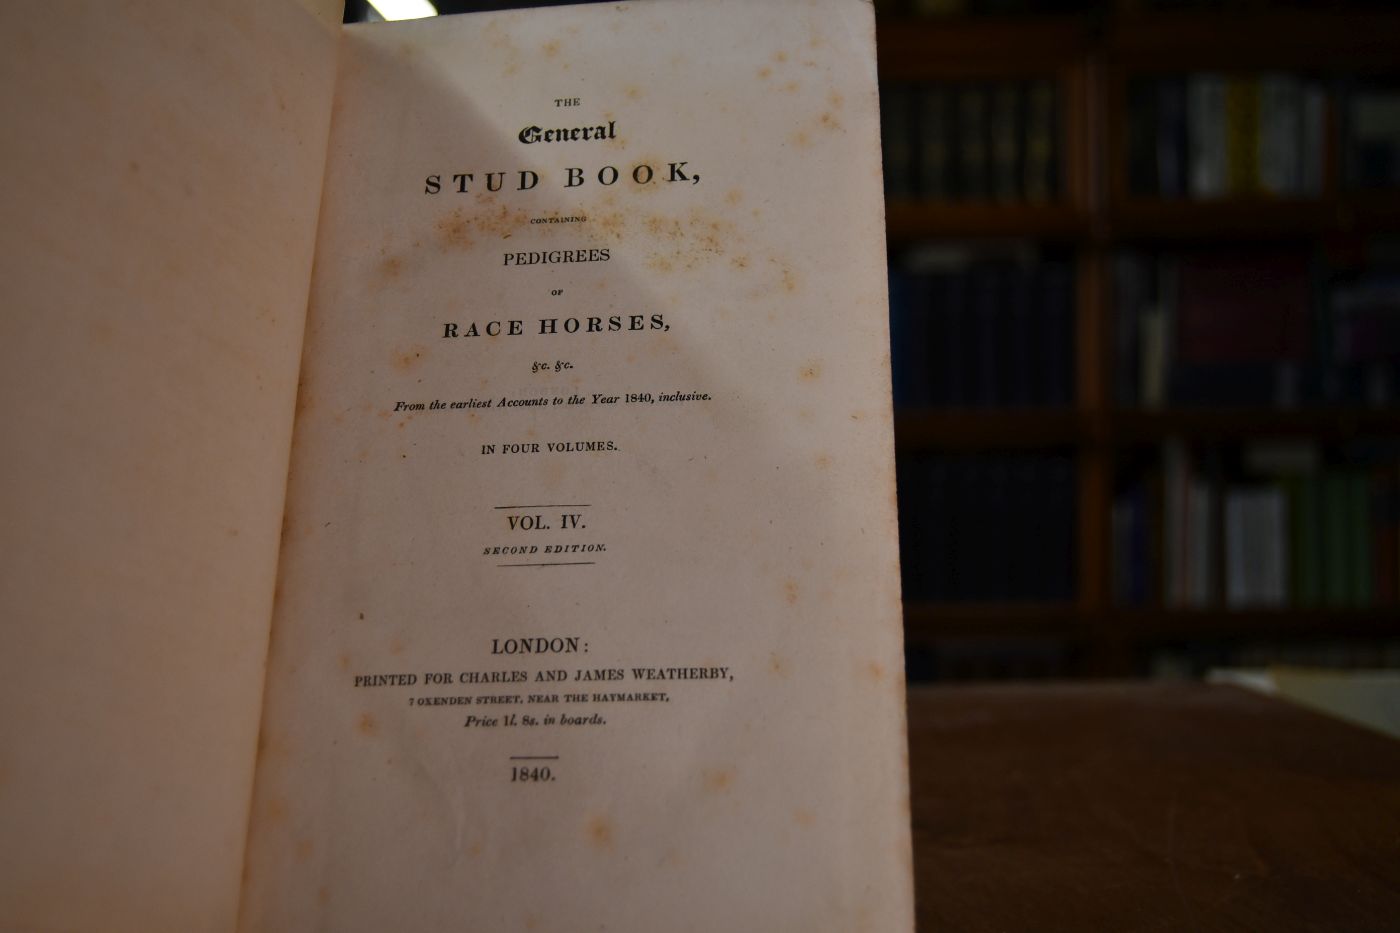 THE
General
STUD BOOK,
CONTAINING
PEDIGREES
OF
RACE HORSES,
&c. &c.
From the earliest Accounts to the Year 1840, inclusive.
IN FOUR VOLUMES.
VOL. IV.
SECOND EDITION.
LONDON:
PRINTED FOR CHARLES AND JAMES WEATHERBY,
7 OXENDEN STREET, NEAR THE HAYMARKET,
Price 1l. 8s. in boards.
1840.